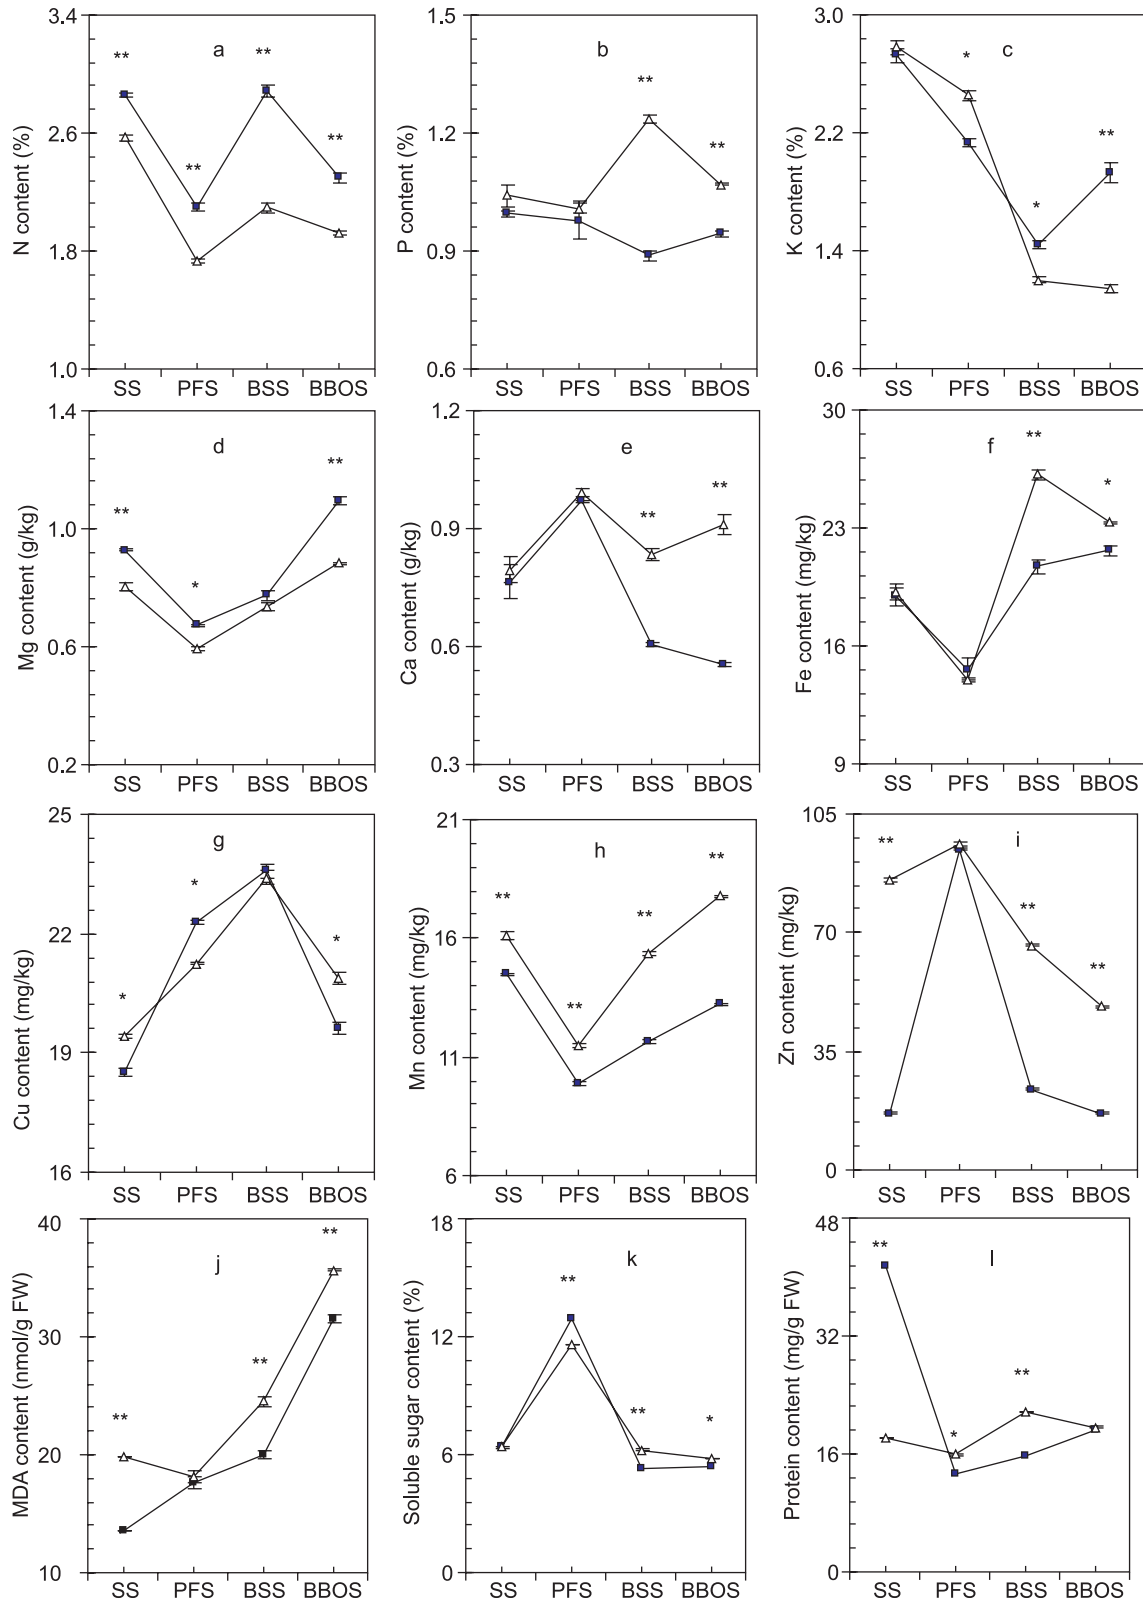 a
N content (%)
3.4
2.6
1.8
1.0
** ** ** **
SS PFS BSS BBOS
b
P content (%)
1.5
1.2
0.9
0.6
** **
SS PFS BSS BBOS
c
K content (%)
3.0
2.2
1.4
0.6
* * **
SS PFS BSS BBOS
d
Mg content (g/kg)
1.4
1.0
0.6
0.2
** * **
SS PFS BSS BBOS
e
Ca content (g/kg)
1.2
0.9
0.6
0.3
** **
SS PFS BSS BBOS
f
Fe content (mg/kg)
30
23
16
9
** *
SS PFS BSS BBOS
g
Cu content (mg/kg)
25
22
19
16
* * *
SS PFS BSS BBOS
h
Mn content (mg/kg)
21
16
11
6
** ** ** **
SS PFS BSS BBOS
i
Zn content (mg/kg)
105
70
35
0
** ** **
SS PFS BSS BBOS
j
MDA content (nmol/g FW)
40
30
20
10
** ** **
SS PFS BSS BBOS
k
Soluble sugar content (%)
18
12
6
0
** ** *
SS PFS BSS BBOS
l
Protein content (mg/g FW)
48
32
16
0
** * **
SS PFS BSS BBOS